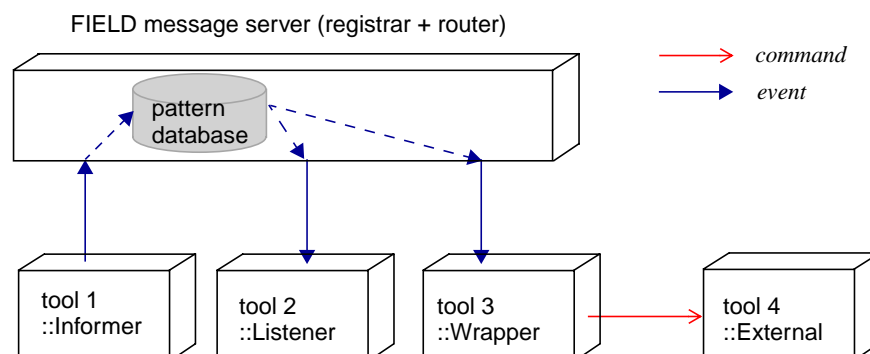 FIELD message server (registrar + router)
command
event
pattern
database
tool 1
::Informer
tool 2
::Listener
tool 3
::Wrapper
tool 4
::External